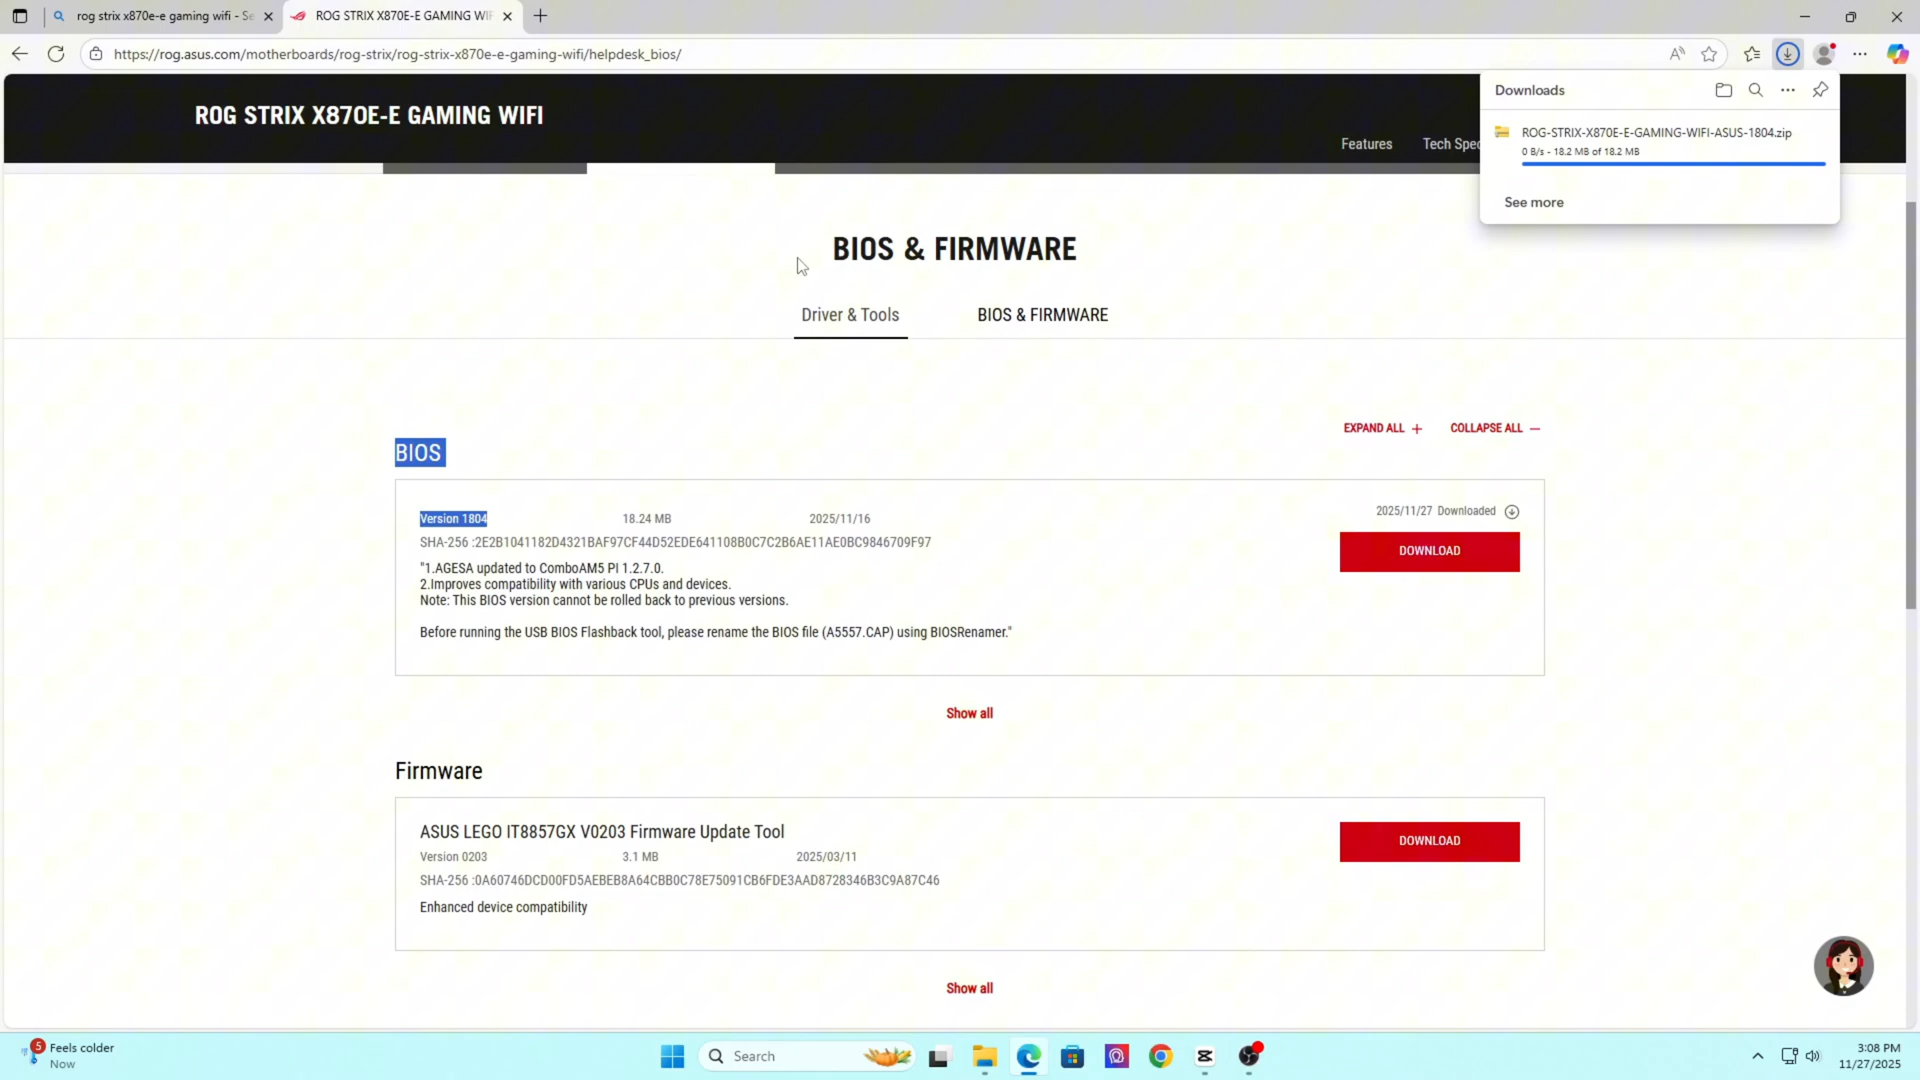 rog strix x870e-e gaming wifi - Se
ROG STRIX X870E-E GAMING WIF
https://rog.asus.com/motherboards/rog-strix/rog-strix-x870e-e-gaming-wifi/helpdesk_bios/
ROG STRIX X870E-E GAMING WIFI
Features
Tech Spec
Downloads
ROG-STRIX-X870E-E-GAMING-WIFI-ASUS-1804.zip
0 B/s - 18.2 MB of 18.2 MB
See more
BIOS & FIRMWARE
Driver & Tools
BIOS & FIRMWARE
EXPAND ALL +
COLLAPSE ALL −
BIOS
Version 1804
18.24 MB
2025/11/16
2025/11/27 Downloaded
SHA-256 :2E2B1041182D4321BAF97CF44D52EDE641108B0C7C2B6AE11AE0BC9846709F97
DOWNLOAD
"1.AGESA updated to ComboAM5 PI 1.2.7.0.
2.Improves compatibility with various CPUs and devices.
Note: This BIOS version cannot be rolled back to previous versions.
Before running the USB BIOS Flashback tool, please rename the BIOS file (A5557.CAP) using BIOSRenamer."
Show all
Firmware
ASUS LEGO IT8857GX V0203 Firmware Update Tool
Version 0203
3.1 MB
2025/03/11
DOWNLOAD
SHA-256 :0A60746DCD00FD5AEBEB8A64CBB0C78E75091CB6FDE3AAD8728346B3C9A87C46
Enhanced device compatibility
Show all
5
Feels colder
Now
Search
3:08 PM
11/27/2025